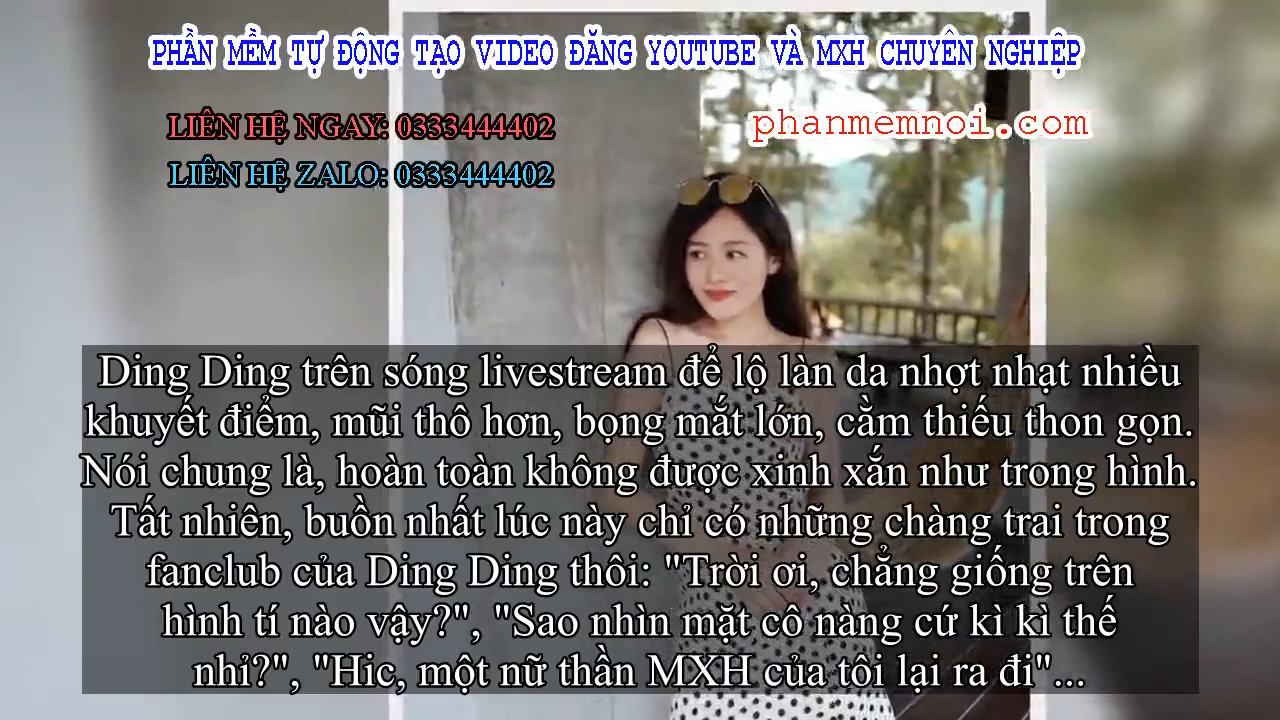 PHẦN MỀM TỰ ĐỘNG TẠO VIDEO ĐĂNG YOUTUBE VÀ MXH CHUYÊN NGHIỆP
LIÊN HỆ NGAY: 0333444402
phanmemnoi.com
LIÊN HỆ ZALO: 0333444402
Ding Ding trên sóng livestream để lộ làn da nhợt nhạt nhiều
khuyết điểm, mũi thô hơn, bọng mắt lớn, cằm thiếu thon gọn.
Nói chung là, hoàn toàn không được xinh xắn như trong hình.
Tất nhiên, buồn nhất lúc này chỉ có những chàng trai trong
fanclub của Ding Ding thôi: "Trời ơi, chẳng giống trên
hình tí nào vậy?", "Sao nhìn mặt cô nàng cứ kì kì thế
nhỉ?", "Hic, một nữ thần MXH của tôi lại ra đi"...